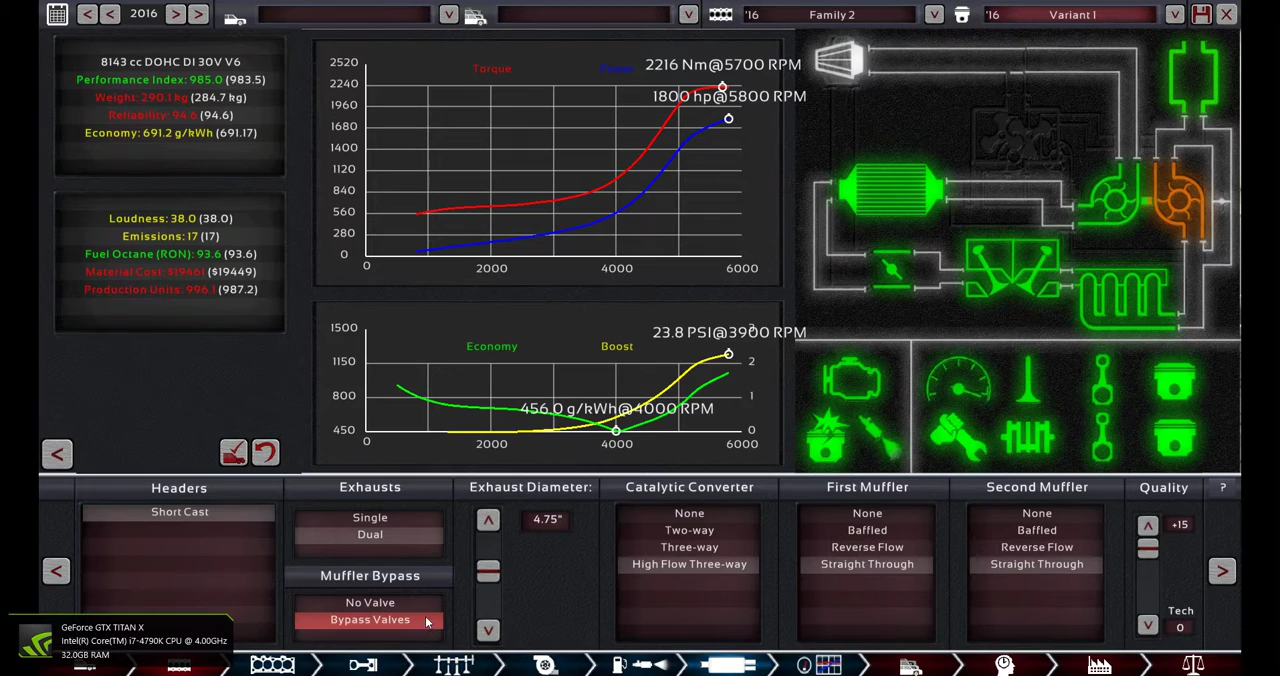 2016
'16 Family 2
'16 Variant 1
8143 cc DOHC DI 30V V6
Performance Index: 985.0 (983.5)
Weight: 290.1 kg (284.7 kg)
Reliability: 94.6 (94.6)
Economy: 691.2 g/kWh (691.17)
Loudness: 38.0 (38.0)
Emissions: 17 (17)
Fuel Octane (RON): 93.6 (93.6)
Material Cost: $19461 ($19449)
Production Units: 996.1 (987.2)
2520
2240
1960
1680
1400
1120
840
560
280
0
Torque
2216 Nm@5700 RPM
1800 hp@5800 RPM
0 2000 4000 6000
1500
1150
800
450
Economy
Boost
23.8 PSI@3900 RPM
456.0 g/kWh@4000 RPM
2
1
0
0 2000 4000 6000
Headers
Short Cast
Exhausts
Single
Dual
Muffler Bypass
No Valve
Bypass Valves
Exhaust Diameter:
4.75"
Catalytic Converter
None
Two-way
Three-way
High Flow Three-way
First Muffler
None
Baffled
Reverse Flow
Straight Through
Second Muffler
None
Baffled
Reverse Flow
Straight Through
Quality
?
+15
Tech
0
GeForce GTX TITAN X
Intel(R) Core(TM) i7-4790K CPU @ 4.00GHz
32.0GB RAM